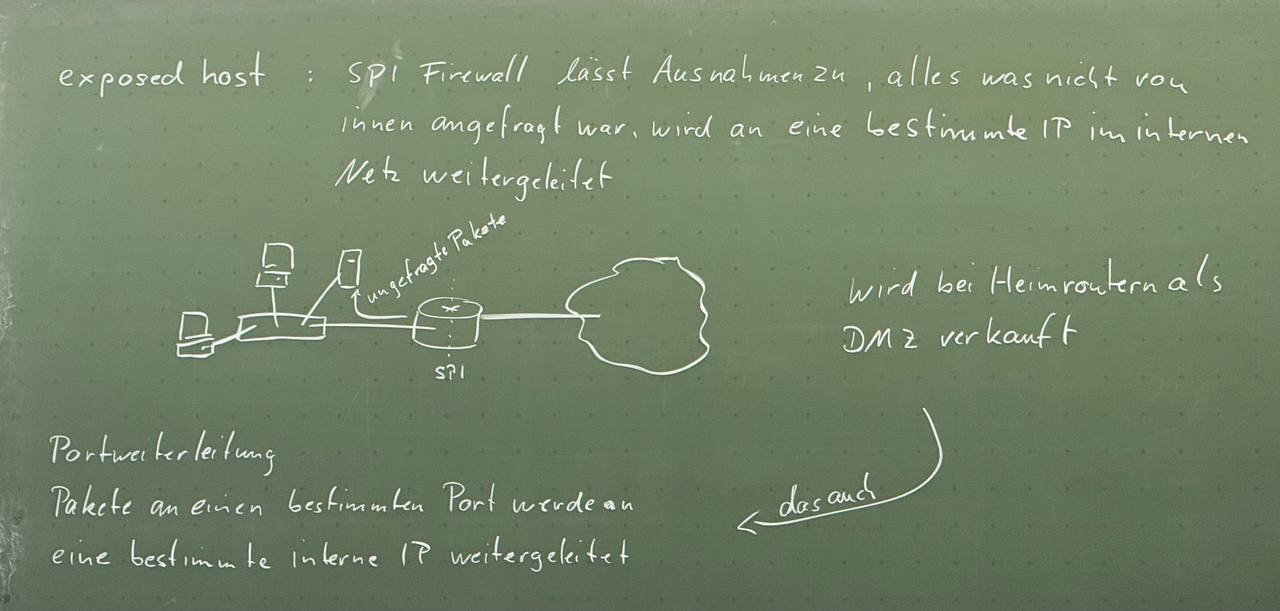 exposed host : SPI Firewall lässt Ausnahmen zu, alles was nicht von
innen angefragt war, wird an eine bestimmte IP im internen
Netz weitergeleitet
ungefragte Pakete
SPI
wird bei Heimroutern als
DMZ verkauft
das auch
Portweiterleitung
Pakete an einen bestimmten Port werde an
eine bestimmte interne IP weitergeleitet